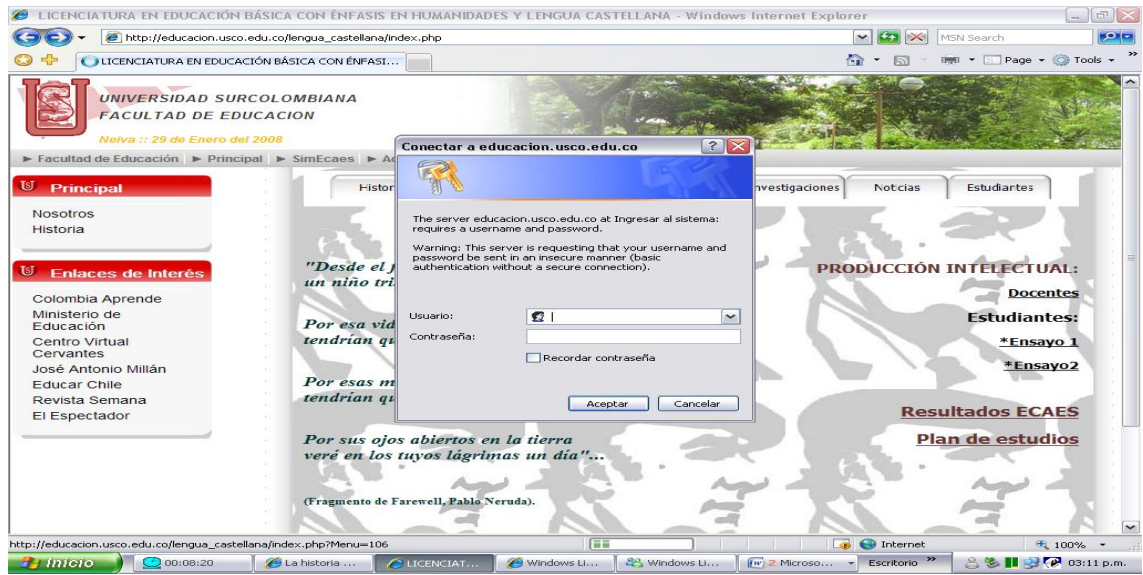 LICENCIATURA EN EDUCACIÓN BÁSICA CON ÉNFASIS EN HUMANIDADES Y LENGUA CASTELLANA - Windows Internet Explorer
http://educacion.usco.edu.co/lengua_castellana/index.php
MSN Search
LICENCIATURA EN EDUCACIÓN BÁSICA CON ÉNFASI...
Page
Tools
UNIVERSIDAD SURCOLOMBIANA
FACULTAD DE EDUCACION
Neiva :: 29 de Enero del 2008
Facultad de Educación Principal SimEcaes Ac
Principal
Nosotros
Historia
Enlaces de Interés
Colombia Aprende
Ministerio de
Educación
Centro Virtual
Cervantes
José Antonio Millán
Educar Chile
Revista Semana
El Espectador
Histor
nvestigaciones
Noticias
Estudiantes
"Desde el f
un niño tri
Por esa vid
tendrían qu
Por esas m
tendrían qu
Por sus ojos abiertos en la tierra
veré en los tuyos lágrimas un día"...
(Fragmento de Farewell, Pablo Neruda).
Conectar a educacion.usco.edu.co
The server educacion.usco.edu.co at Ingresar al sistema:
requires a username and password.
Warning: This server is requesting that your username and
password be sent in an insecure manner (basic
authentication without a secure connection).
Usuario:
Contraseña:
Recordar contraseña
Aceptar
Cancelar
PRODUCCIÓN INTELECTUAL:
Docentes
Estudiantes:
*Ensayo 1
*Ensayo2
Resultados ECAES
Plan de estudios
http://educacion.usco.edu.co/lengua_castellana/index.php?Menu=106
Internet
100%
Inicio
00:08:20
La historia ...
LICENCIAT...
Windows Li...
Windows Li...
2 Microso...
Escritorio
03:11 p.m.